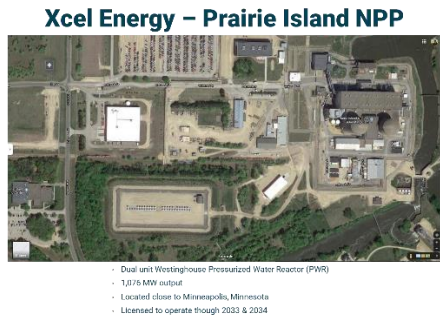 Xcel Energy – Prairie Island NPP
Dual unit Westinghouse Pressurized Water Reactor (PWR)
1,076 MW output
Located close to Minneapolis, Minnesota
Licensed to operate though 2033 & 2034